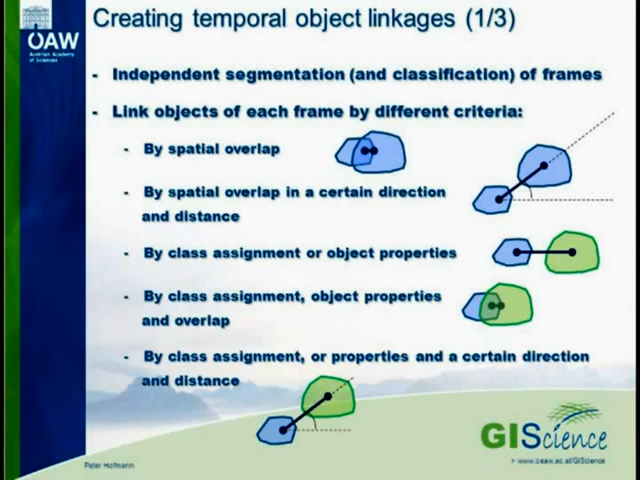 Creating temporal object linkages (1/3)
ÖAW
Austrian Academy
of Sciences
- Independent segmentation (and classification) of frames
- Link objects of each frame by different criteria:
- By spatial overlap
- By spatial overlap in a certain direction
and distance
- By class assignment or object properties
- By class assignment, object properties
and overlap
- By class assignment, or properties and a certain direction
and distance
GIScience
> www.oeaw.ac.at/GIScience
Peter Hofmann